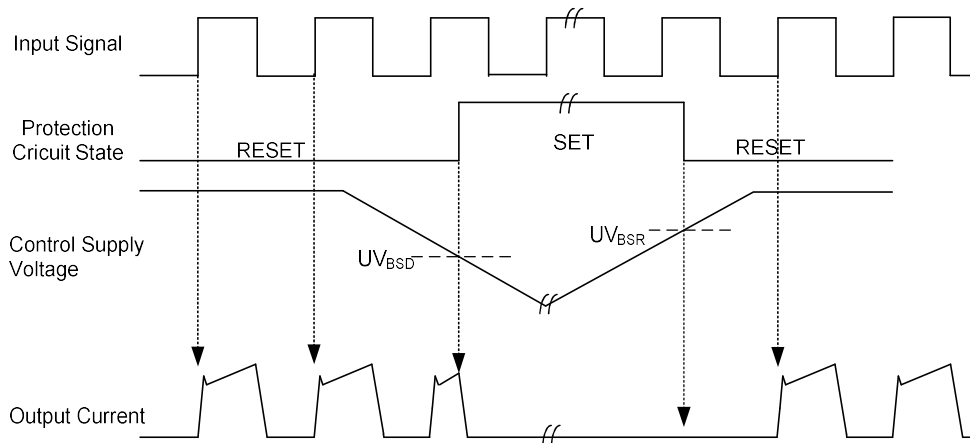 Input Signal
Protection
Cricuit State
RESET
SET
RESET
Control Supply
Voltage
UVBSD
UVBSR
Output Current